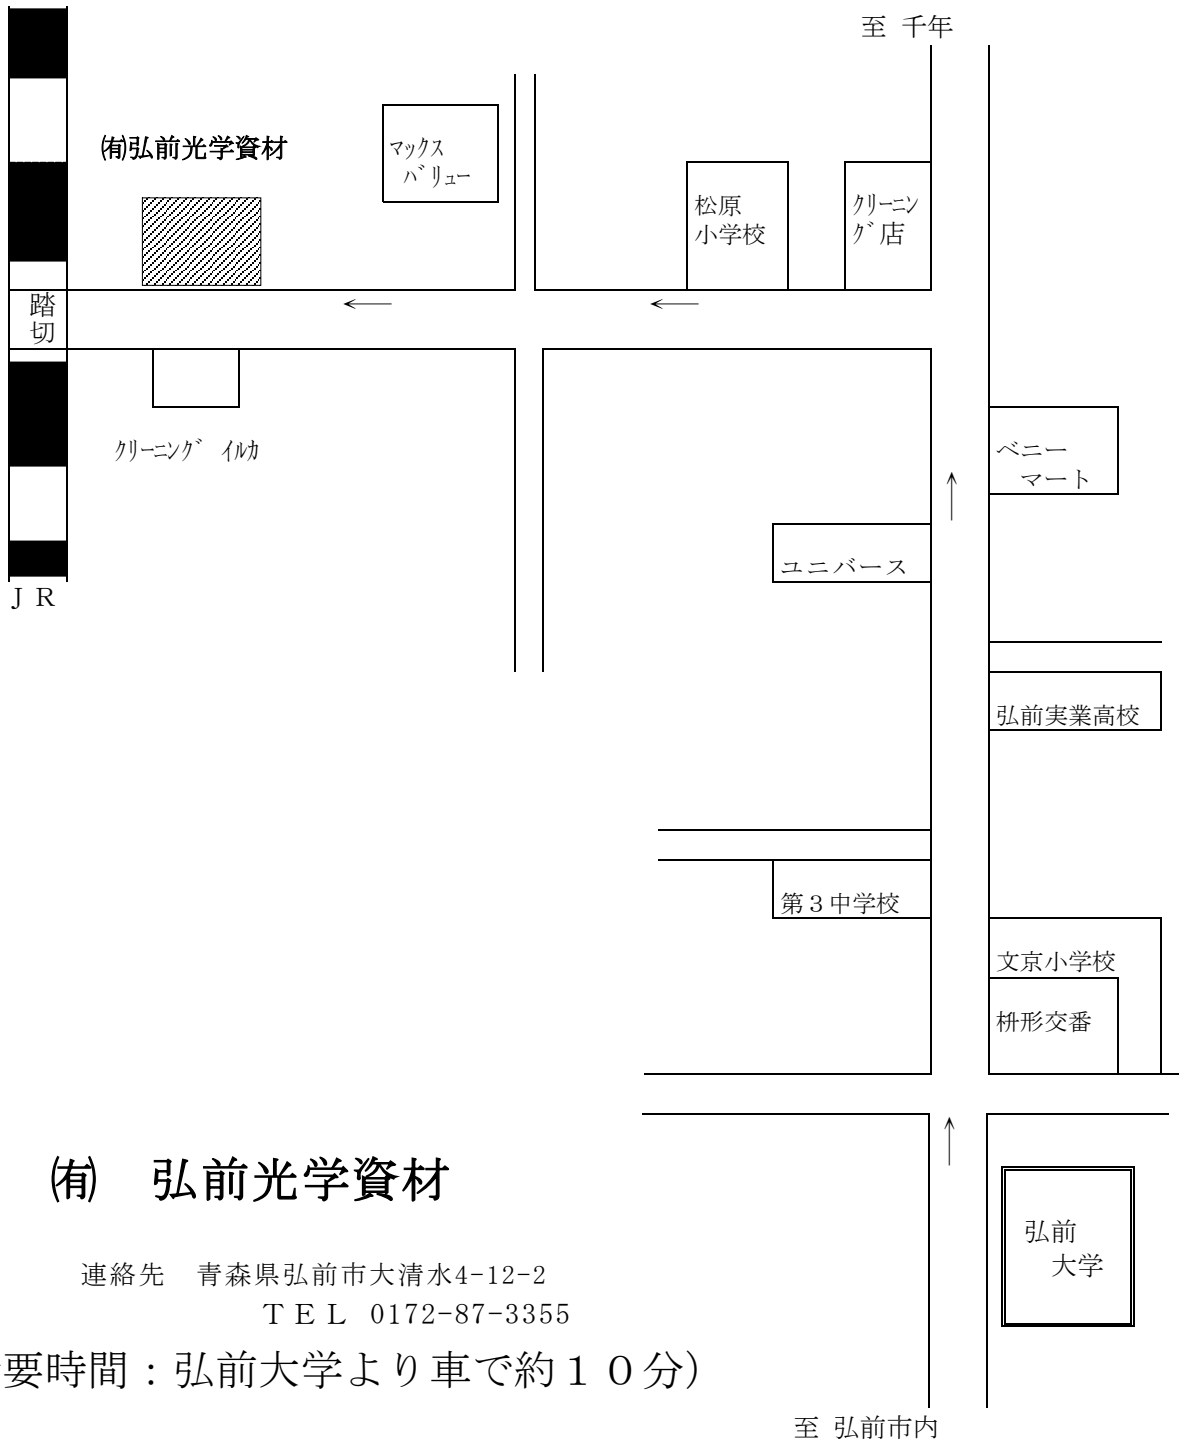 至 千年
㈲弘前光学資材
マックス
バリュー
松原
小学校
クリーニン
グ店
踏
切
クリーニング イルカ
ベニー
マート
ユニバース
ＪＲ
弘前実業高校
第３中学校
文京小学校
枡形交番
㈲　弘前光学資材
弘前
大学
連絡先　青森県弘前市大清水4-12-2
ＴＥＬ 0172-87-3355
要時間：弘前大学より車で約１０分）
至 弘前市内